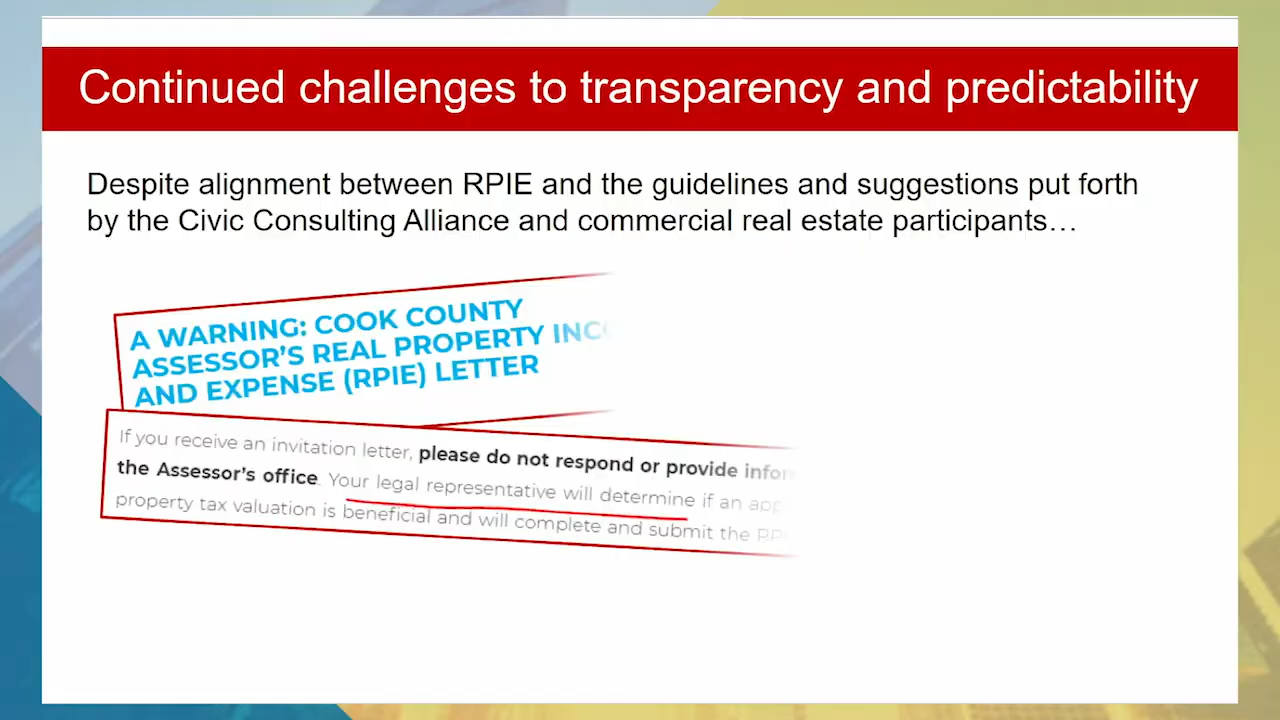 Continued challenges to transparency and predictability
Despite alignment between RPIE and the guidelines and suggestions put forth
by the Civic Consulting Alliance and commercial real estate participants…
A WARNING: COOK COUNTY
ASSESSOR'S REAL PROPERTY
AND EXPENSE (RPIE) LETTER
If you receive an invitation letter, please do not respond or provide
the Assessor's office. Your legal representative will determine if an
property tax valuation is beneficial and will complete and submit the